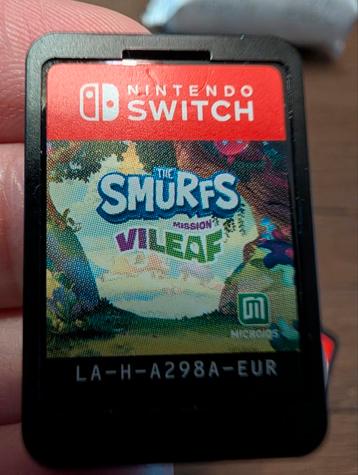 NINTENDO
SWITCH
THE
SMURFS
MISSION
VILEAF
MICROIDS
LA-H-A298A-EUR